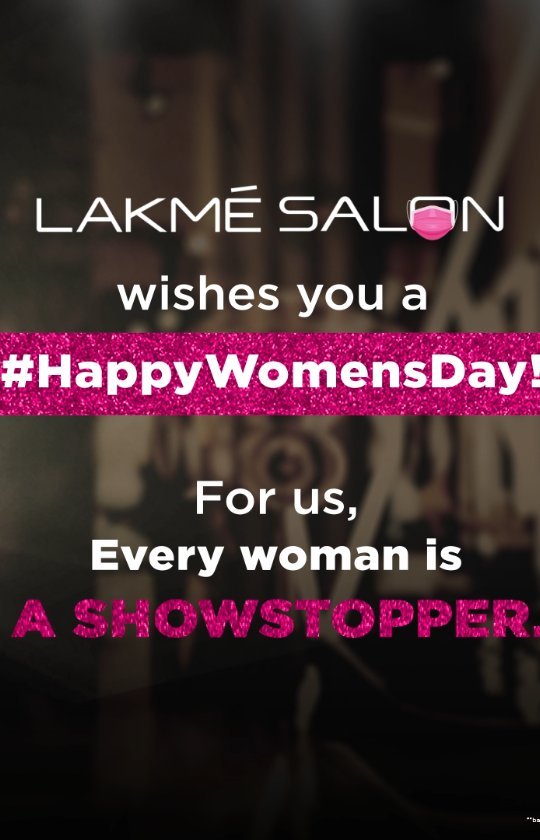 LAKMÉ SALON
wishes you a
#HappyWomensDay!
For us,
Every woman is
A SHOWSTOPPER.